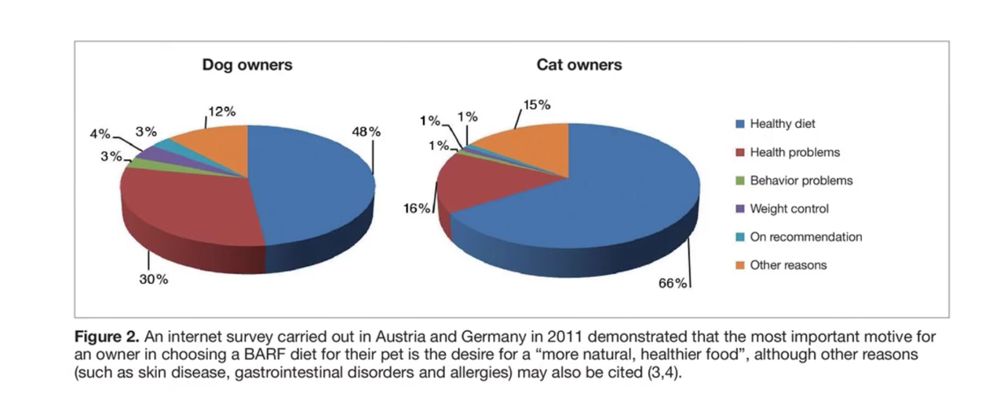 Dog owners
Cat owners
12%
3%
4%
3%
48%
30%
15%
1%
1%
1%
16%
66%
Healthy diet
Health problems
Behavior problems
Weight control
On recommendation
Other reasons
Figure 2. An internet survey carried out in Austria and Germany in 2011 demonstrated that the most important motive for
an owner in choosing a BARF diet for their pet is the desire for a “more natural, healthier food”, although other reasons
(such as skin disease, gastrointestinal disorders and allergies) may also be cited (3,4).